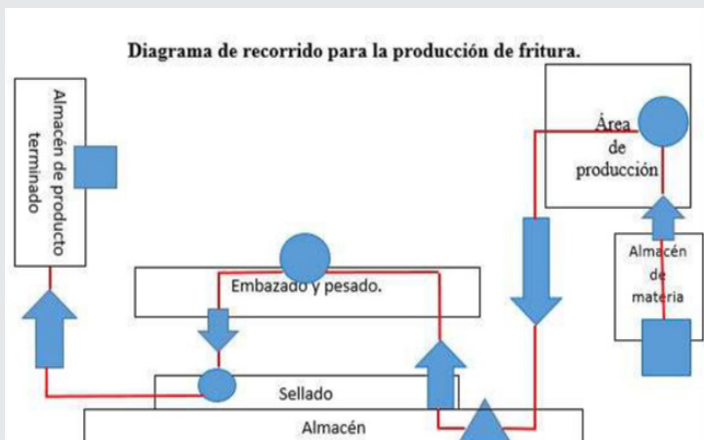 Diagrama de recorrido para la producción de fritura.
Almacén de producto
terminado
Área
de
producción
Almacén
de
materia
Embazado y pesado.
Sellado
Almacén